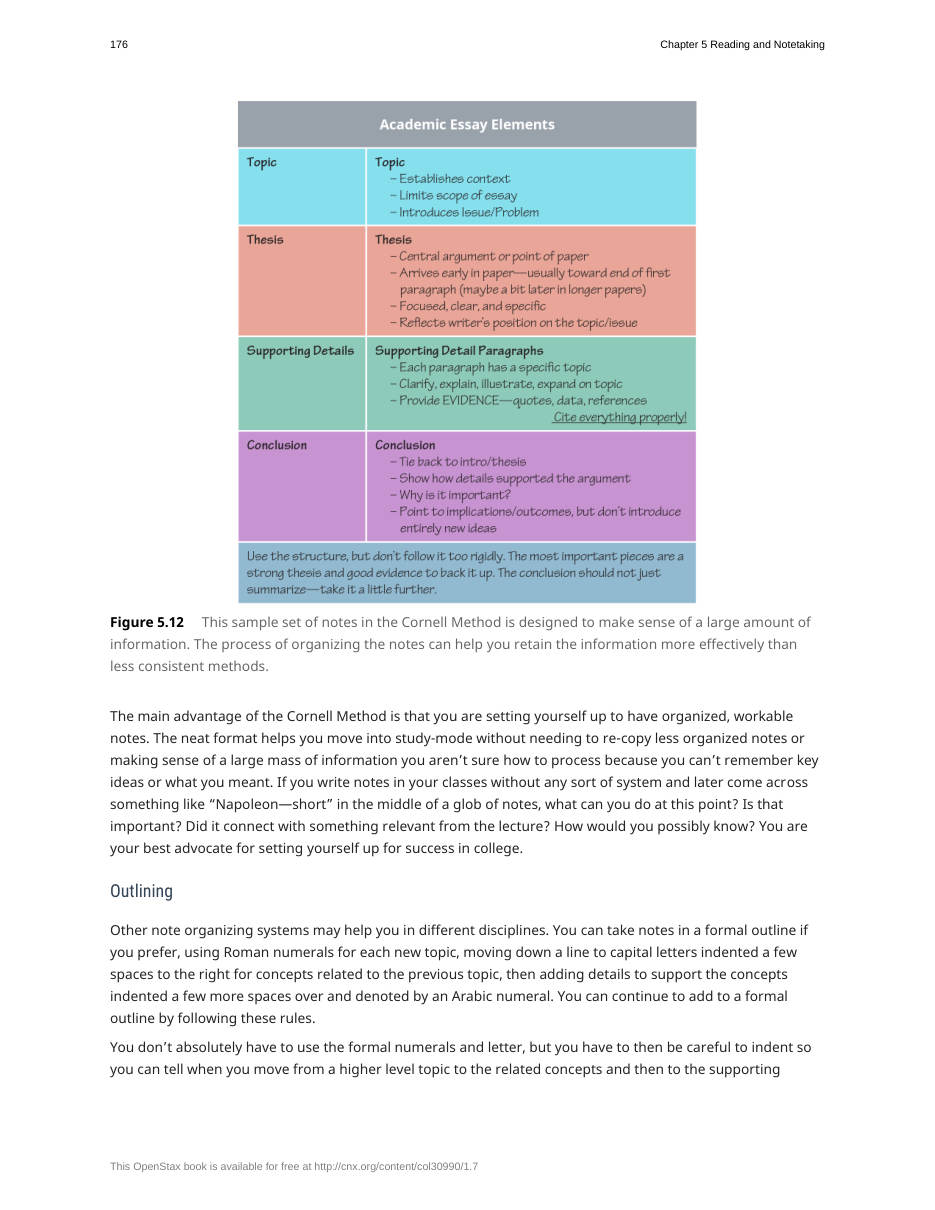 176
Chapter 5 Reading and Notetaking
Academic Essay Elements
Topic
Topic
– Establishes context
– Limits scope of essay
– Introduces Issue/Problem
Thesis
Thesis
– Central argument or point of paper
– Arrives early in paper—usually toward end of first
paragraph (maybe a bit later in longer papers)
– Focused, clear, and specific
– Reflects writer's position on the topic/issue
Supporting Details
Supporting Detail Paragraphs
– Each paragraph has a specific topic
– Clarify, explain, illustrate, expand on topic
– Provide EVIDENCE—quotes, data, references
Cite everything properly!
Conclusion
Conclusion
– Tie back to intro/thesis
– Show how details supported the argument
– Why is it important?
– Point to implications/outcomes, but don't introduce
entirely new ideas
Use the structure, but don't follow it too rigidly. The most important pieces are a
strong thesis and good evidence to back it up. The conclusion should not just
summarize—take it a little further.
Figure 5.12 This sample set of notes in the Cornell Method is designed to make sense of a large amount of
information. The process of organizing the notes can help you retain the information more effectively than
less consistent methods.
The main advantage of the Cornell Method is that you are setting yourself up to have organized, workable
notes. The neat format helps you move into study-mode without needing to re-copy less organized notes or
making sense of a large mass of information you aren’t sure how to process because you can’t remember key
ideas or what you meant. If you write notes in your classes without any sort of system and later come across
something like “Napoleon—short” in the middle of a glob of notes, what can you do at this point? Is that
important? Did it connect with something relevant from the lecture? How would you possibly know? You are
your best advocate for setting yourself up for success in college.
Outlining
Other note organizing systems may help you in different disciplines. You can take notes in a formal outline if
you prefer, using Roman numerals for each new topic, moving down a line to capital letters indented a few
spaces to the right for concepts related to the previous topic, then adding details to support the concepts
indented a few more spaces over and denoted by an Arabic numeral. You can continue to add to a formal
outline by following these rules.
You don’t absolutely have to use the formal numerals and letter, but you have to then be careful to indent so
you can tell when you move from a higher level topic to the related concepts and then to the supporting
This OpenStax book is available for free at http://cnx.org/content/col30990/1.7